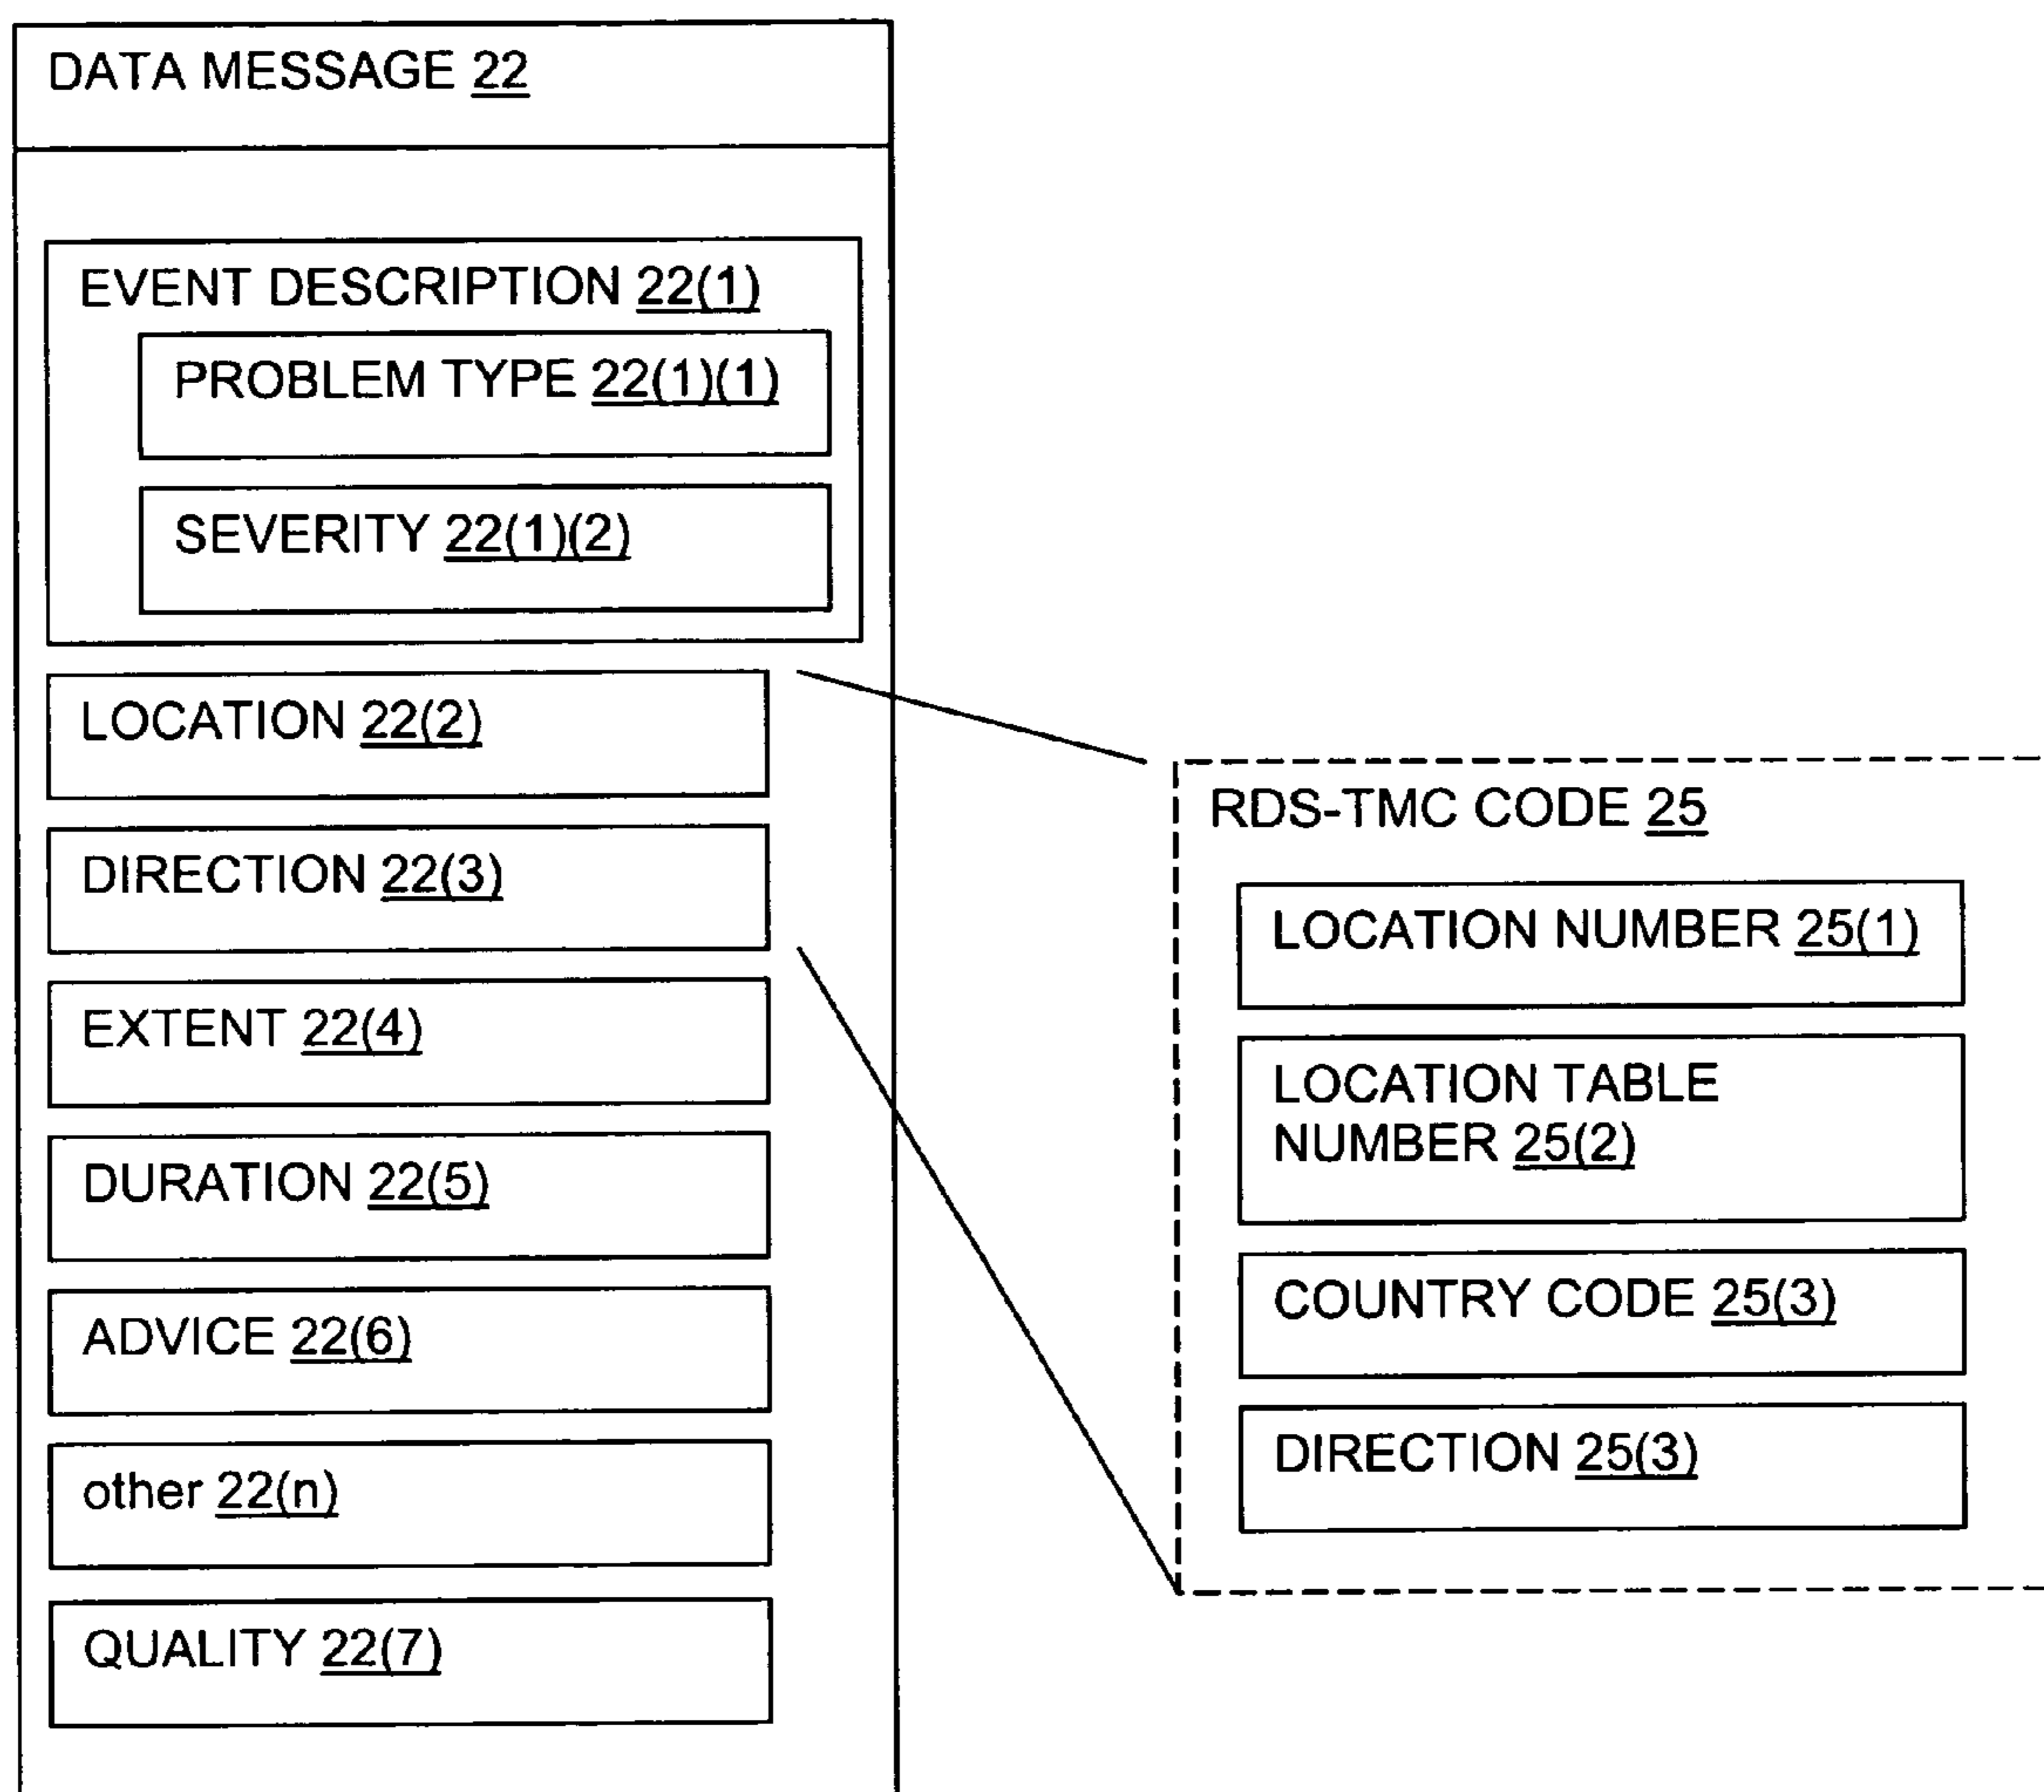 DATA MESSAGE 22
EVENT DESCRIPTION 22(1)
PROBLEM TYPE 22(1)(1)
SEVERITY 22(1)(2)
LOCATION 22(2)
DIRECTION 22(3)
EXTENT 22(4)
DURATION 22(5)
ADVICE 22(6)
other 22(n)
QUALITY 22(7)
RDS-TMC CODE 25
LOCATION NUMBER 25(1)
LOCATION TABLE
NUMBER 25(2)
COUNTRY CODE 25(3)
DIRECTION 25(3)